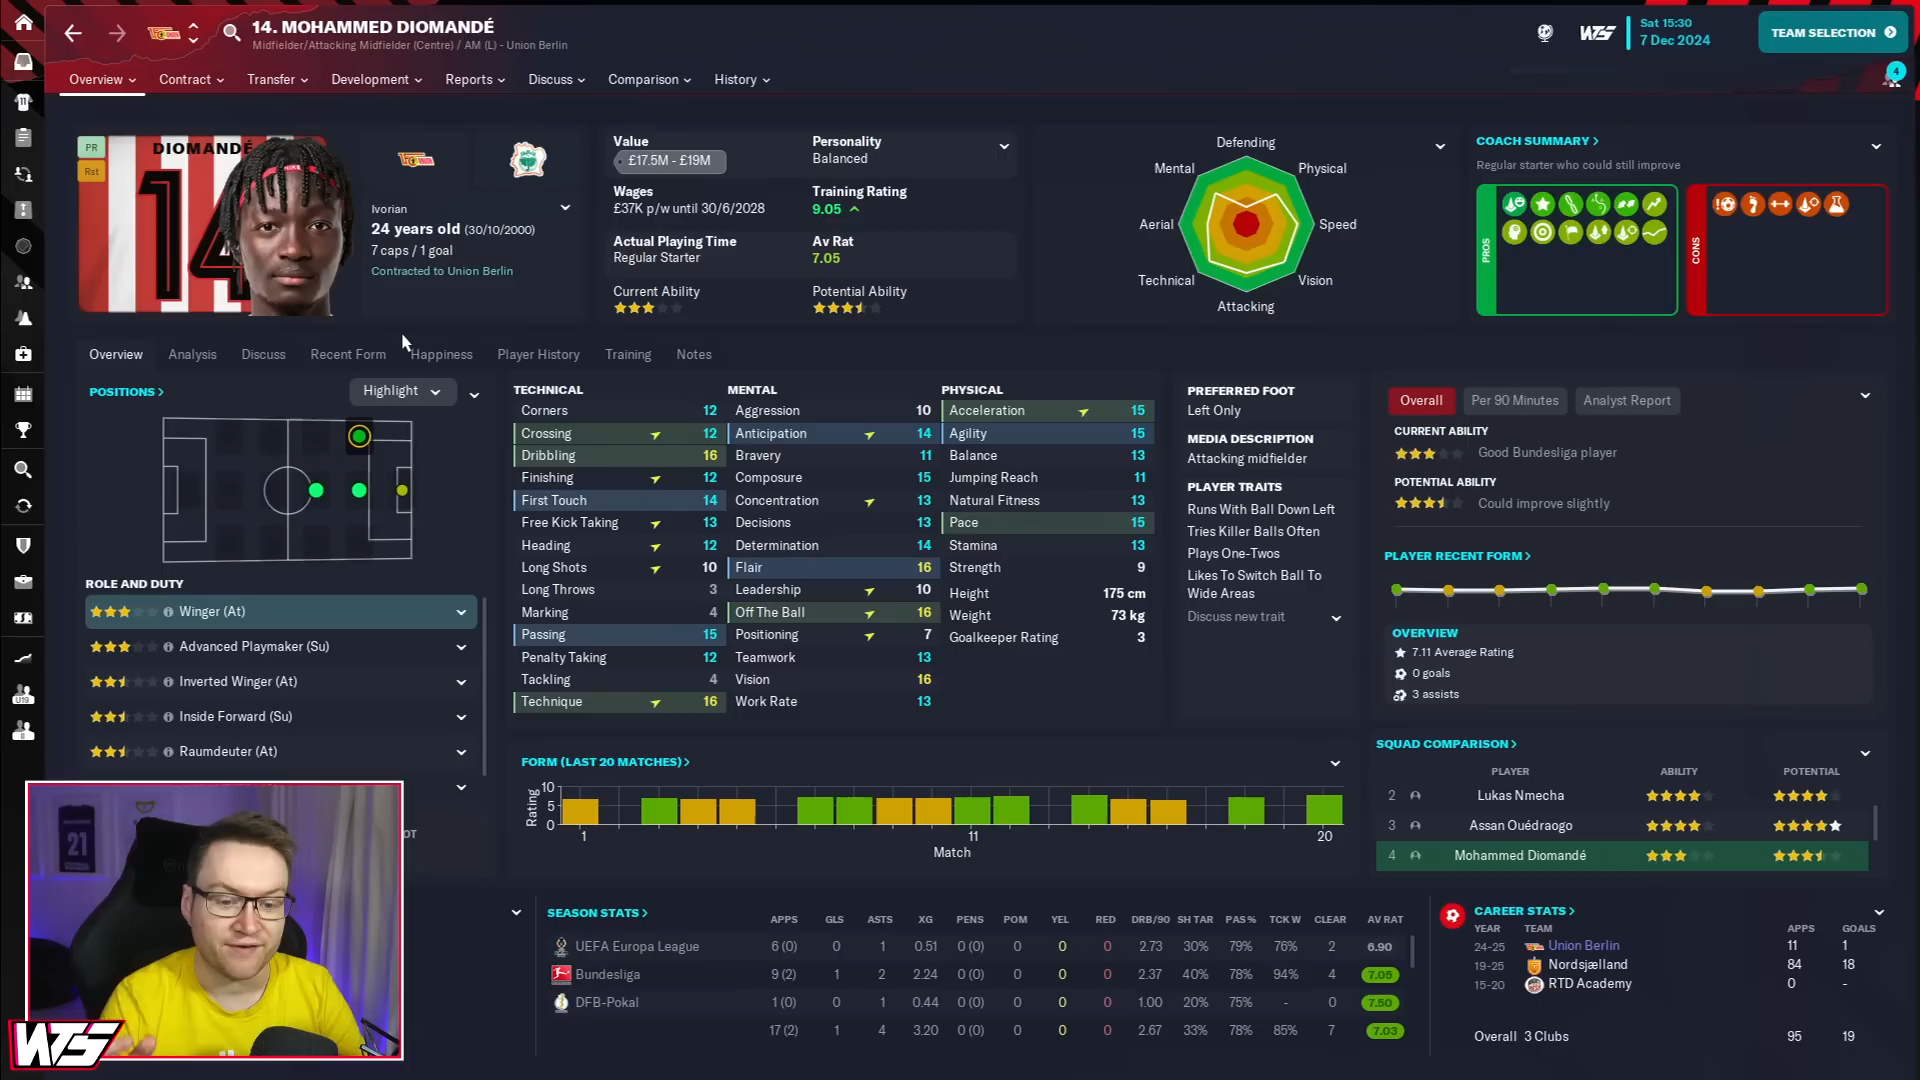 14. MOHAMMED DIOMANDÉ
Midfielder/Attacking Midfielder (Centre) / AM (L) - Union Berlin
WTS
Sat 15:30
7 Dec 2024
TEAM SELECTION
Overview
Contract
Transfer
Development
Reports
Discuss
Comparison
History
4
11
U19
PR
Rst
DIOMANDÉ
14
Ivorian
24 years old (30/10/2000)
7 caps / 1 goal
Contracted to Union Berlin
Value
£17.5M - £19M
Wages
£37K p/w until 30/6/2028
Actual Playing Time
Regular Starter
Current Ability
Personality
Balanced
Training Rating
9.05
Av Rat
7.05
Potential Ability
Defending
Mental
Physical
Aerial
Speed
Technical
Vision
Attacking
COACH SUMMARY >
Regular starter who could still improve
PROS
CONS
Overview
Analysis
Discuss
Recent Form
Happiness
Player History
Training
Notes
POSITIONS >
Highlight
ROLE AND DUTY
Winger (At)
Advanced Playmaker (Su)
Inverted Winger (At)
Inside Forward (Su)
Raumdeuter (At)
TECHNICAL
Corners 12
Crossing 12
Dribbling 16
Finishing 12
First Touch 14
Free Kick Taking 13
Heading 12
Long Shots 10
Long Throws 3
Marking 4
Passing 15
Penalty Taking 12
Tackling 4
Technique 16
MENTAL
Aggression 10
Anticipation 14
Bravery 11
Composure 15
Concentration 13
Decisions 13
Determination 14
Flair 16
Leadership 10
Off The Ball 16
Positioning 7
Teamwork 13
Vision 16
Work Rate 13
PHYSICAL
Acceleration 15
Agility 15
Balance 13
Jumping Reach 11
Natural Fitness 13
Pace 15
Stamina 13
Strength 9
Height 175 cm
Weight 73 kg
Goalkeeper Rating 3
PREFERRED FOOT
Left Only
MEDIA DESCRIPTION
Attacking midfielder
PLAYER TRAITS
Runs With Ball Down Left
Tries Killer Balls Often
Plays One-Twos
Likes To Switch Ball To
Wide Areas
Discuss new trait
Overall
Per 90 Minutes
Analyst Report
CURRENT ABILITY
Good Bundesliga player
POTENTIAL ABILITY
Could improve slightly
PLAYER RECENT FORM >
OVERVIEW
7.11 Average Rating
0 goals
3 assists
SQUAD COMPARISON >
PLAYER ABILITY POTENTIAL
2 Lukas Nmecha
3 Assan Ouédraogo
4 Mohammed Diomandé
FORM (LAST 20 MATCHES) >
Rating
10
5
0
1 11 20
Match
SEASON STATS >
APPS GLS ASTS XG PENS POM YEL RED DRB/90 SH TAR PAS % TCK W CLEAR AV RAT
UEFA Europa League 6 (0) 0 1 0.51 0 (0) 0 0 0 2.73 30% 79% 76% 2 6.90
Bundesliga 9 (2) 1 2 2.24 0 (0) 0 0 0 2.37 40% 78% 94% 4 7.05
DFB-Pokal 1 (0) 0 1 0.44 0 (0) 0 0 0 1.00 20% 75% - 0 7.50
17 (2) 1 4 3.20 0 (0) 0 0 0 2.67 33% 78% 85% 7 7.03
CAREER STATS >
YEAR TEAM APPS GOALS
24-25 Union Berlin 11 1
19-25 Nordsjælland 84 18
15-20 RTD Academy 0 -
Overall 3 Clubs 95 19
21
WTS